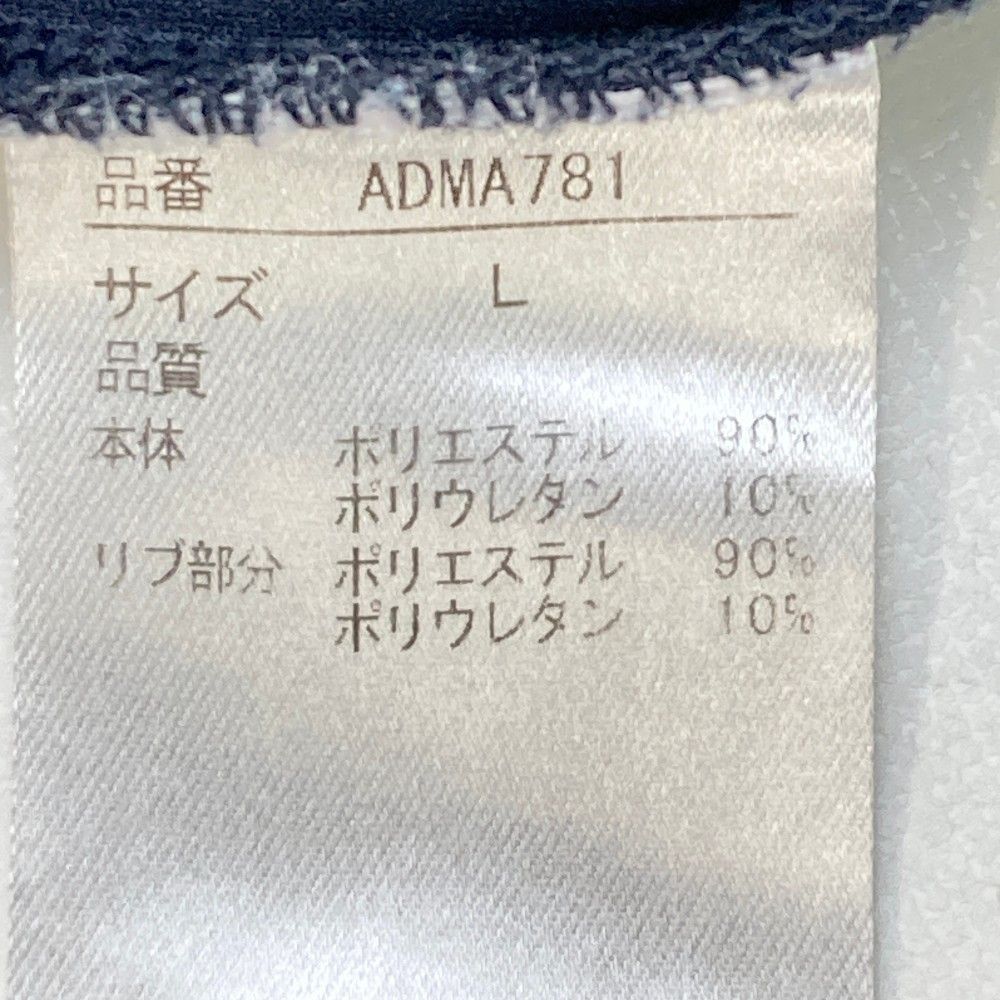 品番 ADMA781
サイズ L
品質
本体 ポリエステル 90%
ポリウレタン 10%
リブ部分 ポリエステル 90%
ポリウレタン 10%